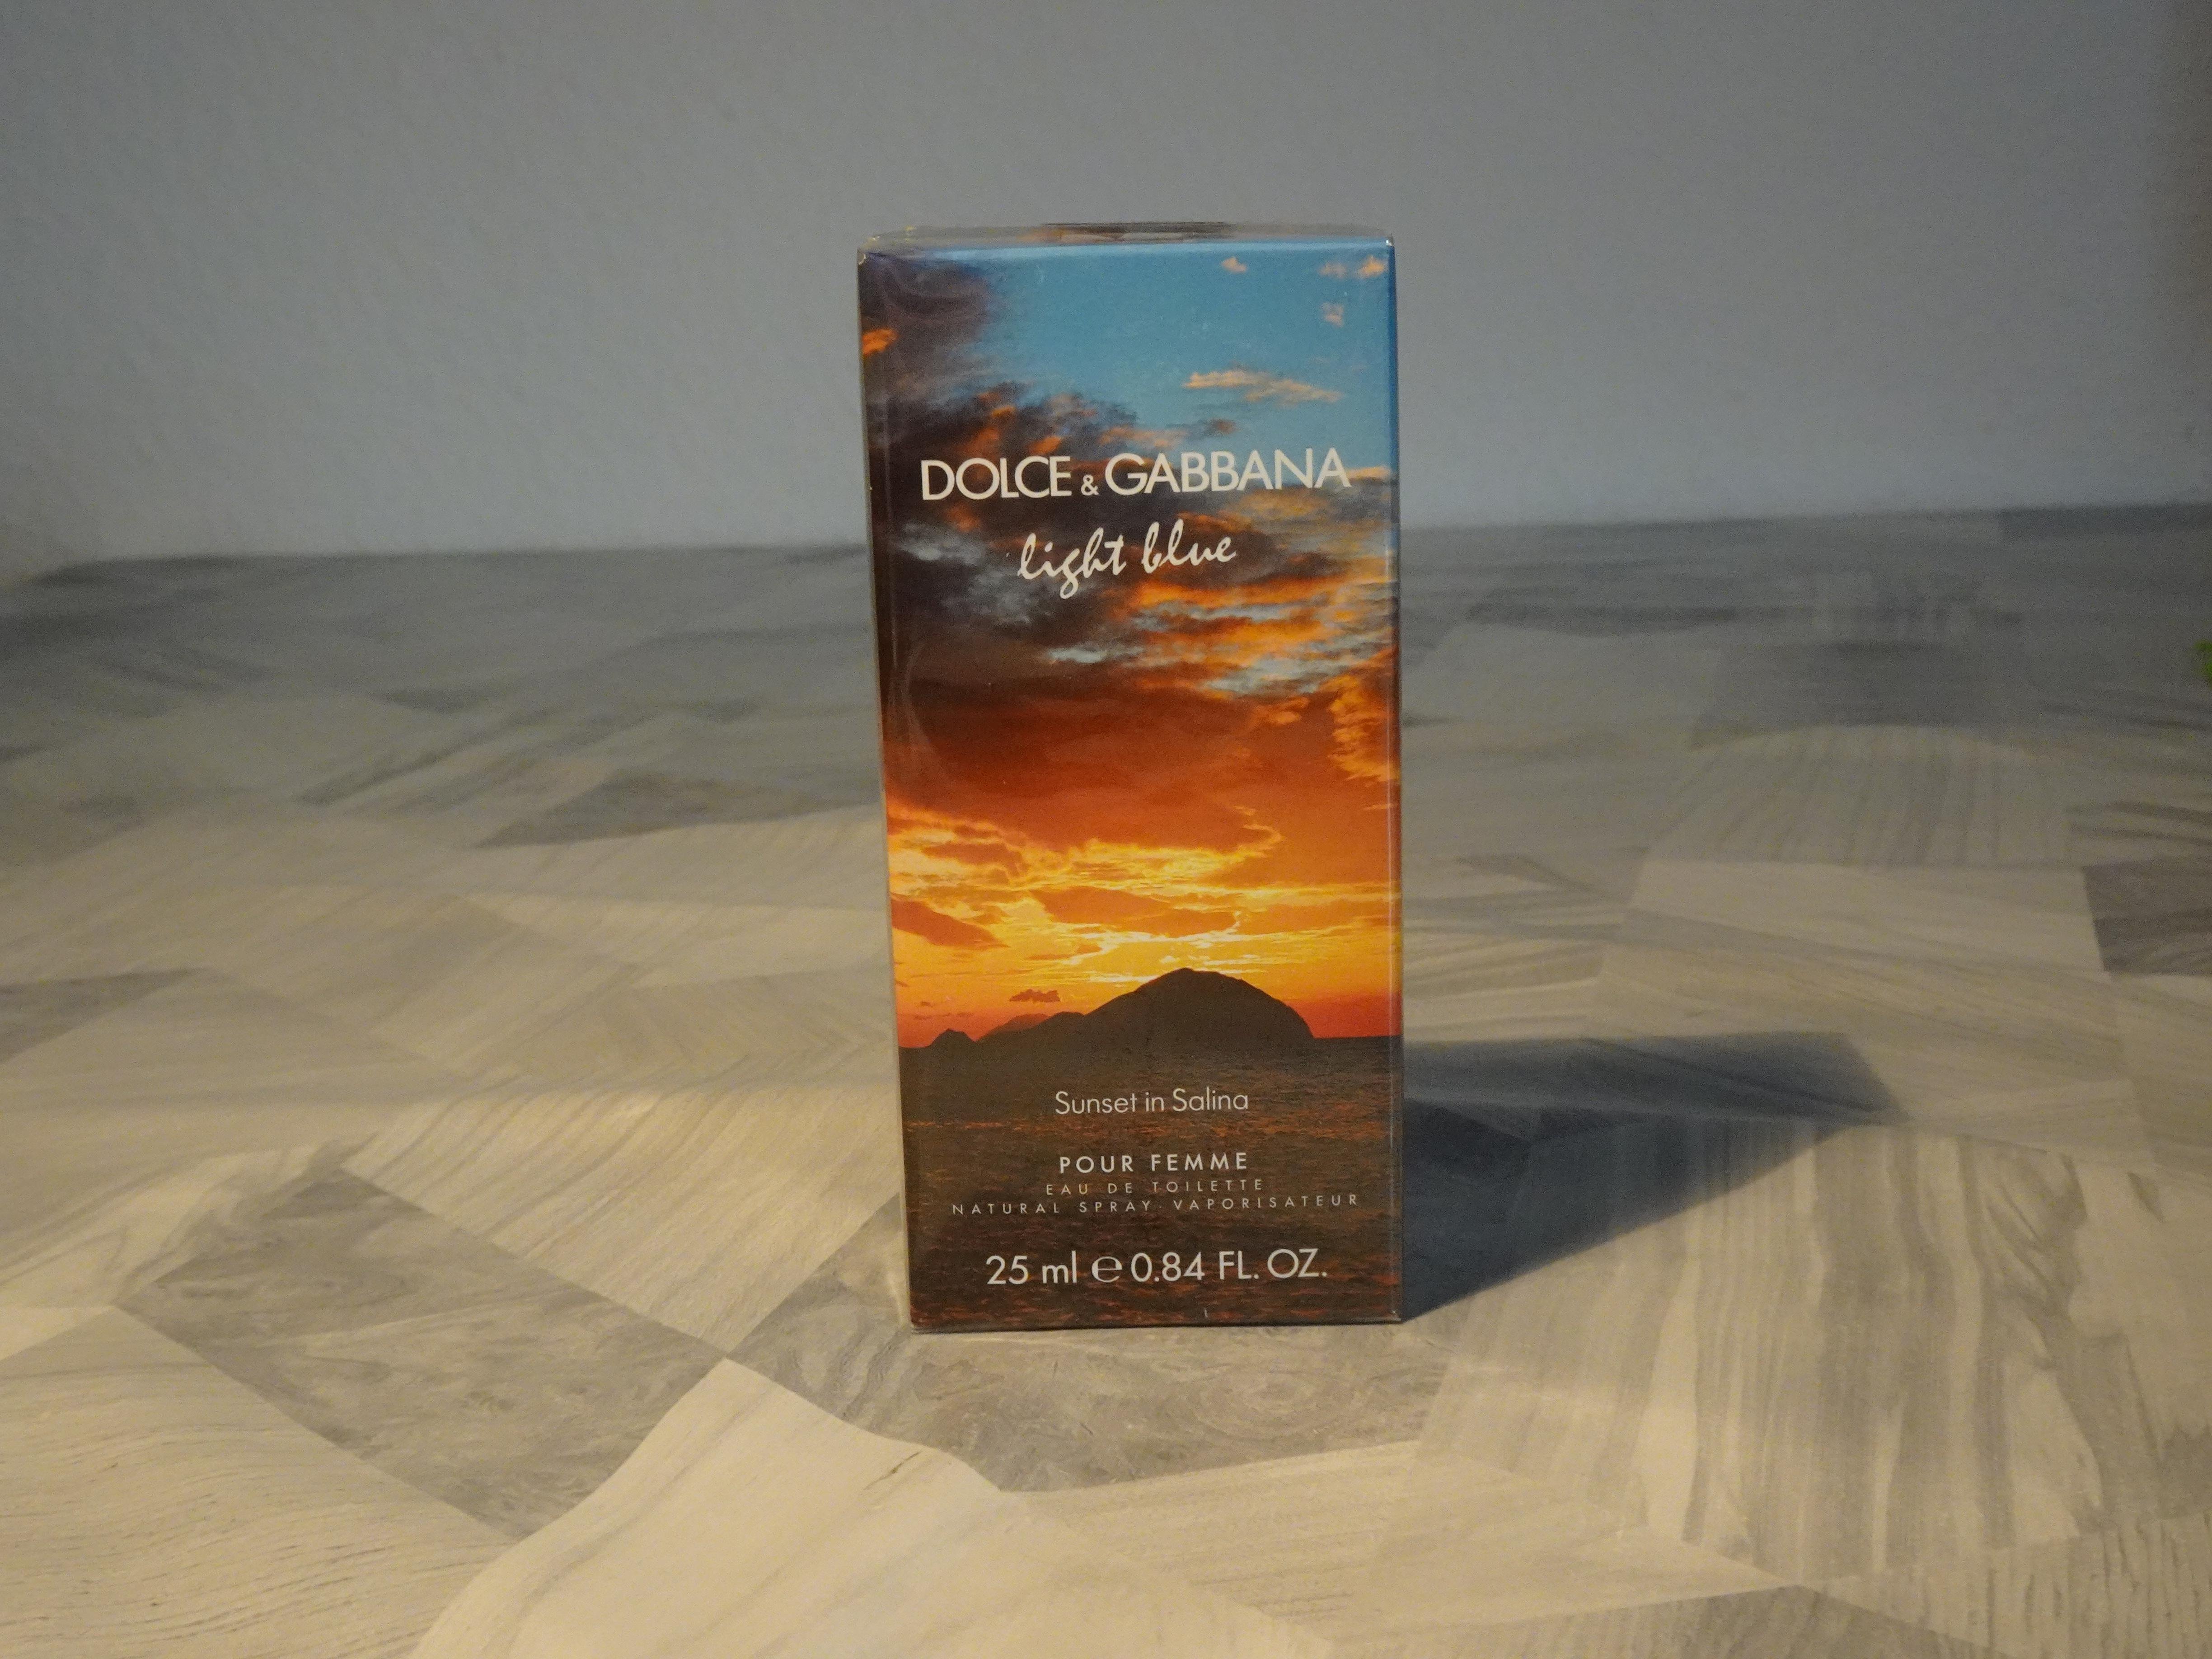 DOLCE & GABBANA
light blue
Sunset in Salina
POUR FEMME
EAU DE TOILETTE
NATURAL SPRAY·VAPORISATEUR
25 ml ℮ 0.84 FL. OZ.